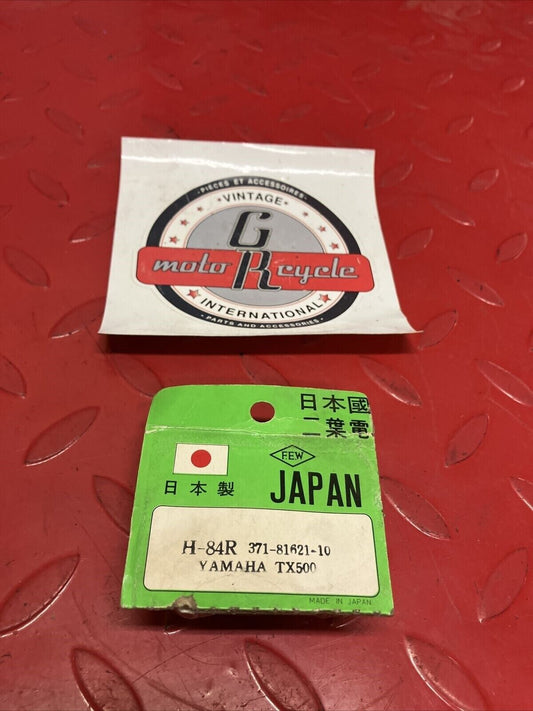 · PIECES ET ACCESSOIRES ·
· VINTAGE ·
G
moto R cycle
INTERNATIONAL
· PARTS AND ACCESSORIES ·
日本國
二葉電
FEW
日本製
JAPAN
H-84R 371-81621-10
YAMAHA TX500
MADE IN JAPAN